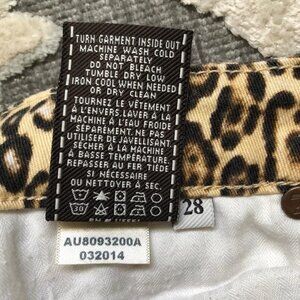 TURN GARMENT INSIDE OUT
MACHINE WASH COLD
SEPARATELY
DO NOT BLEACH
TUMBLE DRY LOW
IRON COOL WHEN NEEDED
OR DRY CLEAN
TOURNEZ LE VÊTEMENT
À L'ENVERS.LAVER À LA
MACHINE À L'EAU FROIDE
SÉPARÉMENT. NE PAS
UTILISER DE JAVELLISANT.
SÉCHER À LA MACHINE
À BASSE TEMPÉRATURE.
REPASSER AU FER TIÈDE
SI NÉCESSAIRE
OU NETTOYER À SEC
30
28
AU8093200A
032014